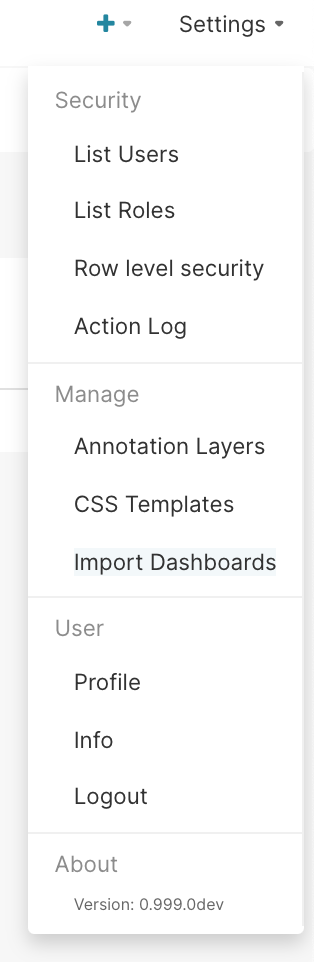 Settings
Security
List Users
List Roles
Row level security
Action Log
Manage
Annotation Layers
CSS Templates
Import Dashboards
User
Profile
Info
Logout
About
Version: 0.999.0dev